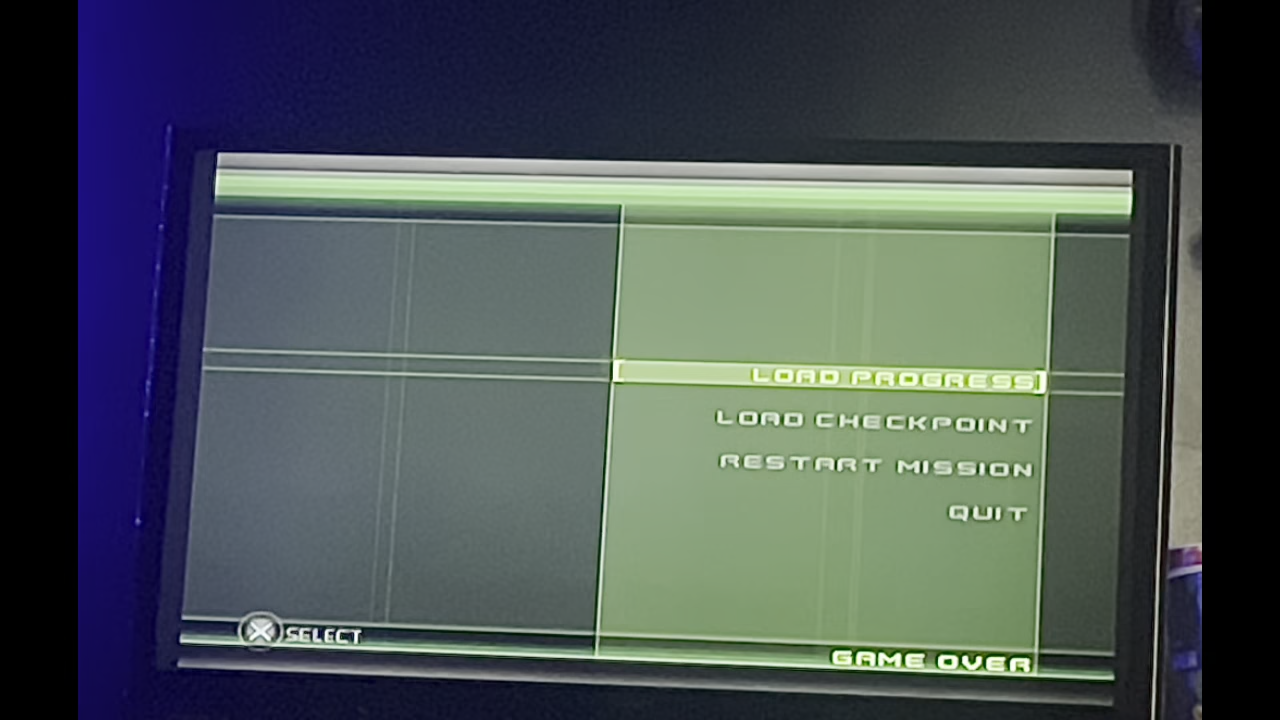 LOAD PROGRESS
LOAD CHECKPOINT
RESTART MISSION
QUIT
SELECT
GAME OVER